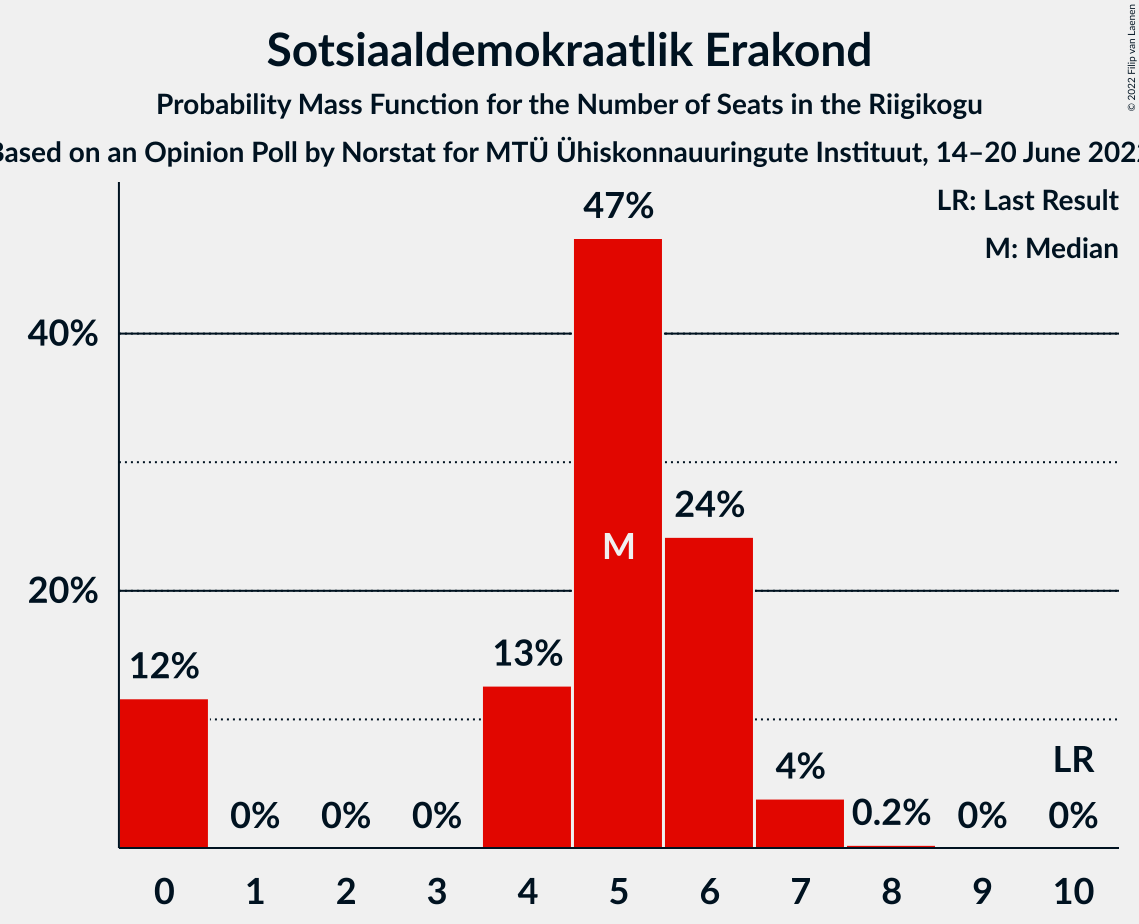 Sotsiaaldemokraatlik Erakond
Probability Mass Function for the Number of Seats in the Riigikogu
Based on an Opinion Poll by Norstat for MTÜ Ühiskonnauuringute Instituut, 14–20 June 2022
© 2022 Filip van Laenen
LR: Last Result
M: Median
47%
40%
24%
M
20%
13%
12%
4%
LR
0%
0%
0%
0.2%
0%
0%
0 1 2 3 4 5 6 7 8 9 10